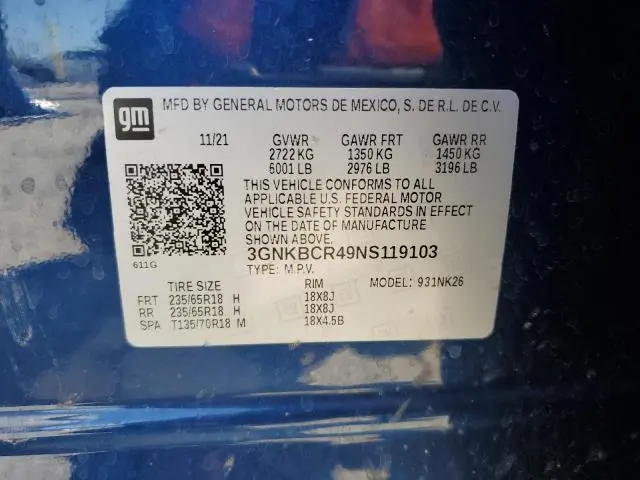 gm
MFD BY GENERAL MOTORS DE MEXICO, S. DE R.L. DE C.V.
11/21 GVWR GAWR FRT GAWR RR
2722 KG 1350 KG 1450 KG
6001 LB 2976 LB 3196 LB
THIS VEHICLE CONFORMS TO ALL
APPLICABLE U.S. FEDERAL MOTOR
VEHICLE SAFETY STANDARDS IN EFFECT
ON THE DATE OF MANUFACTURE
SHOWN ABOVE.
611G
3GNKBCR49NS119103
TYPE: M.P.V.
TIRE SIZE RIM MODEL: 931NK26
FRT 235/65R18 H 18X8J
RR 235/65R18 H 18X8J
SPA T135/70R18 M 18X4.5B